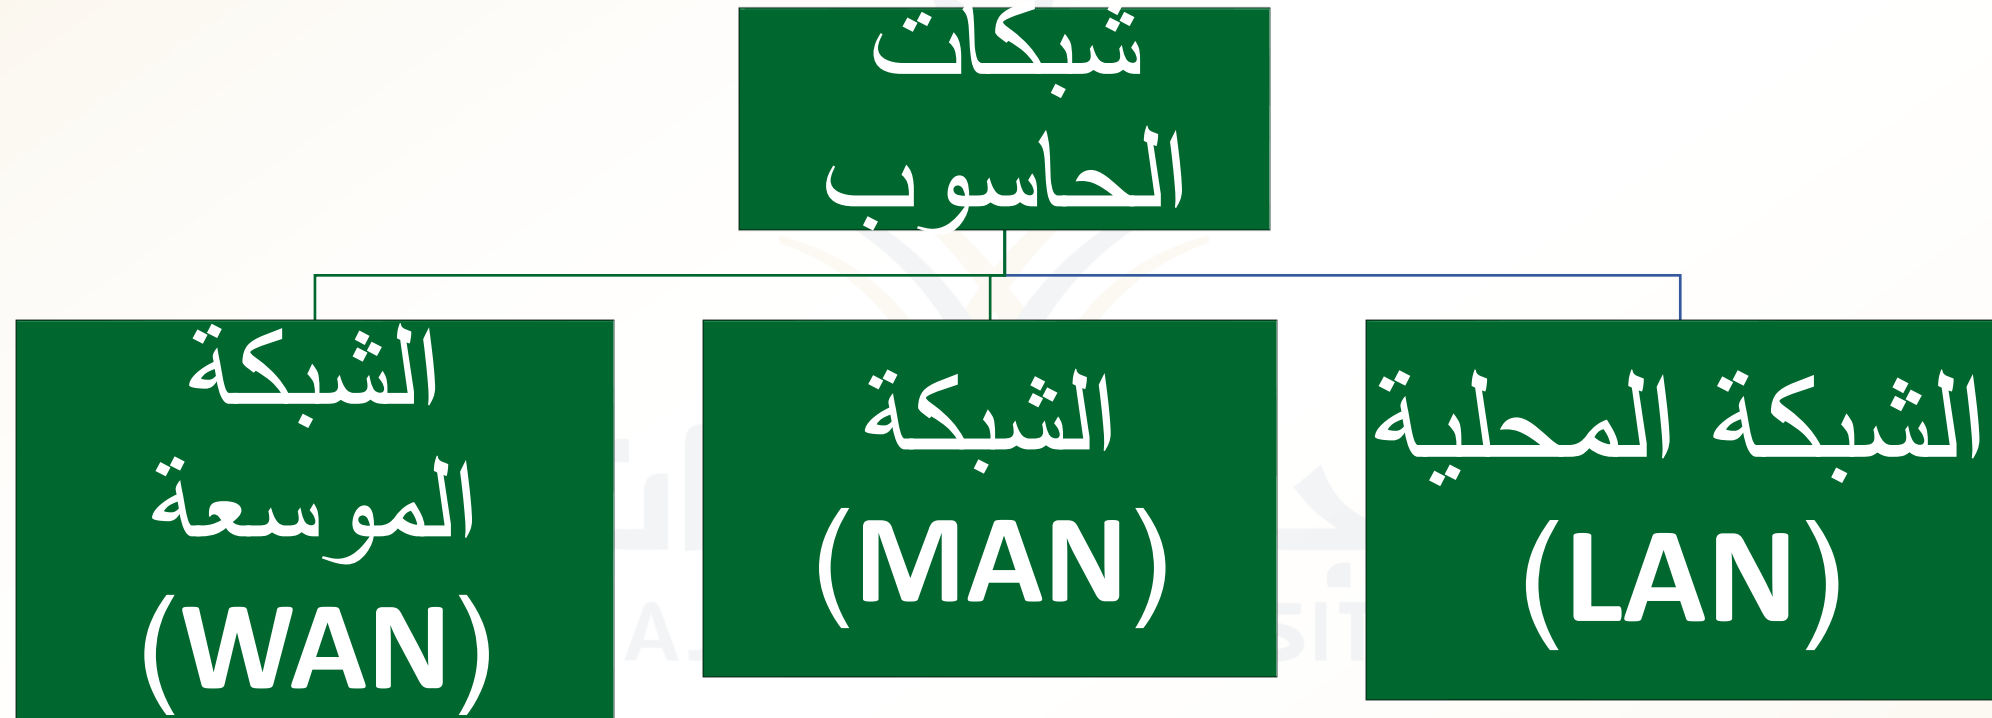 شبكات
الحاسوب
الشبكة المحلية
(LAN)
الشبكة
(MAN)
الشبكة
الموسعة
(WAN)